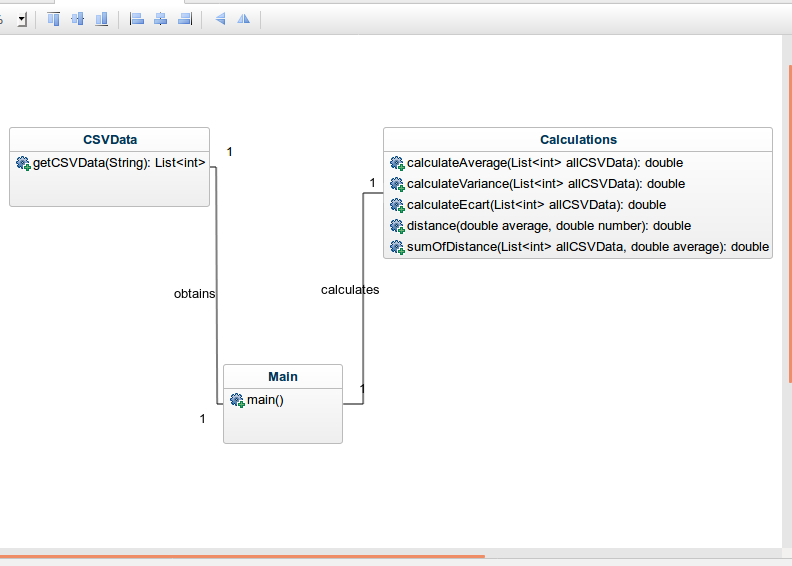 CSVData
getCSVData(String): List<int>
1
obtains
1
Main
main()
1
calculates
1
Calculations
calculateAverage(List<int> allCSVData): double
calculateVariance(List<int> allCSVData): double
calculateEcart(List<int> allCSVData): double
distance(double average, double number): double
sumOfDistance(List<int> allCSVData, double average): double